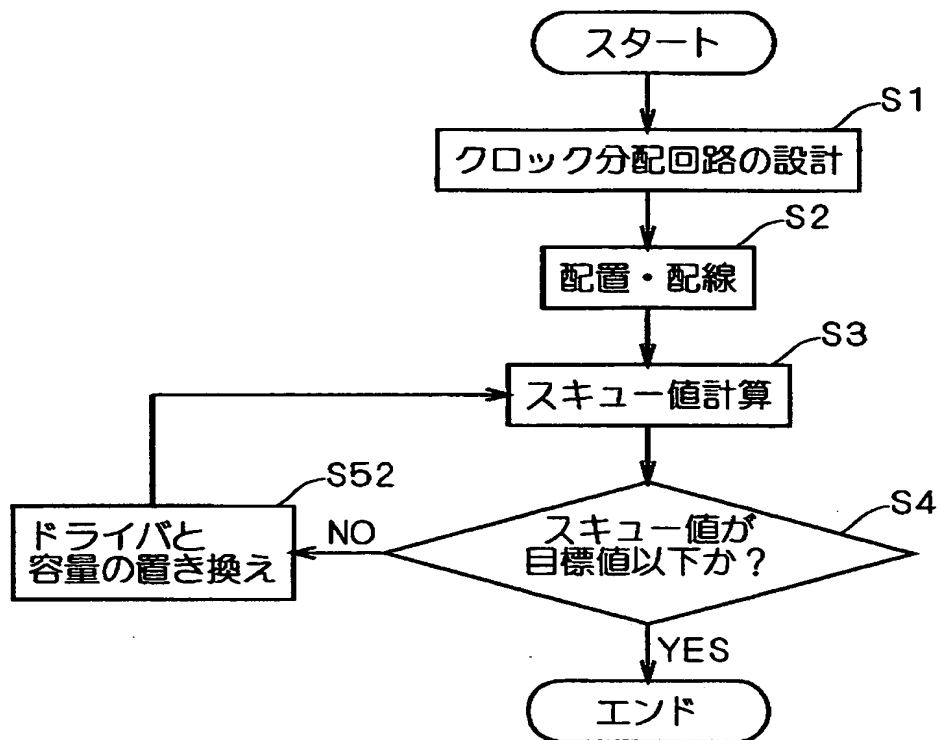 スタート
S1
クロック分配回路の設計
S2
配置・配線
S3
スキュー値計算
S52
ドライバと
容量の置き換え
NO
S4
スキュー値が
目標値以下か？
YES
エンド